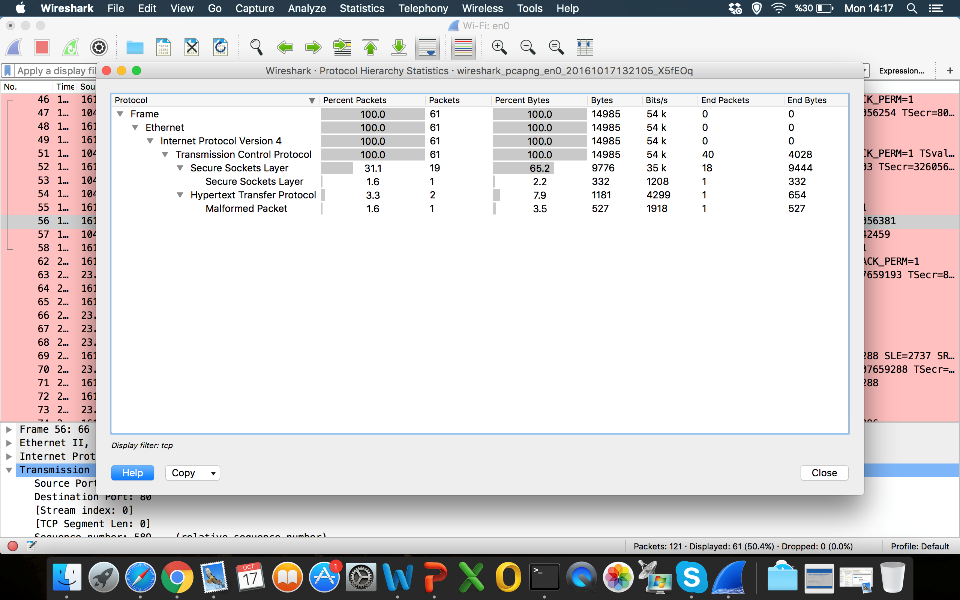 Wireshark File Edit View Go Capture Analyze Statistics Telephony Wireless Tools Help %30 Mon 14:17
Wi-Fi: en0
Apply a display fil Expression... +
Wireshark · Protocol Hierarchy Statistics · wireshark_pcapng_en0_20161017132105_X5fEOq
No. Time Sou
46 1... 161 CK_PERM=1
47 1... 104 056254 TSecr=80...
48 1... 161
49 1... 161
51 1... 104 CK_PERM=1 TSval...
52 1... 161 03 TSecr=326056...
53 1... 161
54 1... 104
55 1... 161
56 1... 161 056381
57 1... 104 42459
58 1... 161
62 2... 161 ACK_PERM=1
63 2... 23. 7659193 TSecr=8...
64 2... 161
65 2... 161
66 2... 23.
67 2... 23.
68 2... 23.
69 2... 161 288 SLE=2737 SR...
70 2... 23. 07659288 TSecr=...
71 2... 161 288
72 2... 161
73 2... 23.
Protocol Percent Packets Packets Percent Bytes Bytes Bits/s End Packets End Bytes
Frame 100.0 61 100.0 14985 54 k 0 0
Ethernet 100.0 61 100.0 14985 54 k 0 0
Internet Protocol Version 4 100.0 61 100.0 14985 54 k 0 0
Transmission Control Protocol 100.0 61 100.0 14985 54 k 40 4028
Secure Sockets Layer 31.1 19 65.2 9776 35 k 18 9444
Secure Sockets Layer 1.6 1 2.2 332 1208 1 332
Hypertext Transfer Protocol 3.3 2 7.9 1181 4299 1 654
Malformed Packet 1.6 1 3.5 527 1918 1 527
Display filter: tcp
Help Copy Close
Frame 56: 66
Ethernet II,
Internet Prot
Transmission
Source Port
Destination Port: 80
[Stream index: 0]
[TCP Segment Len: 0]
Sequence number: 589 (relative sequence number)
Packets: 121 · Displayed: 61 (50.4%) · Dropped: 0 (0.0%) Profile: Default
OCT
17
1